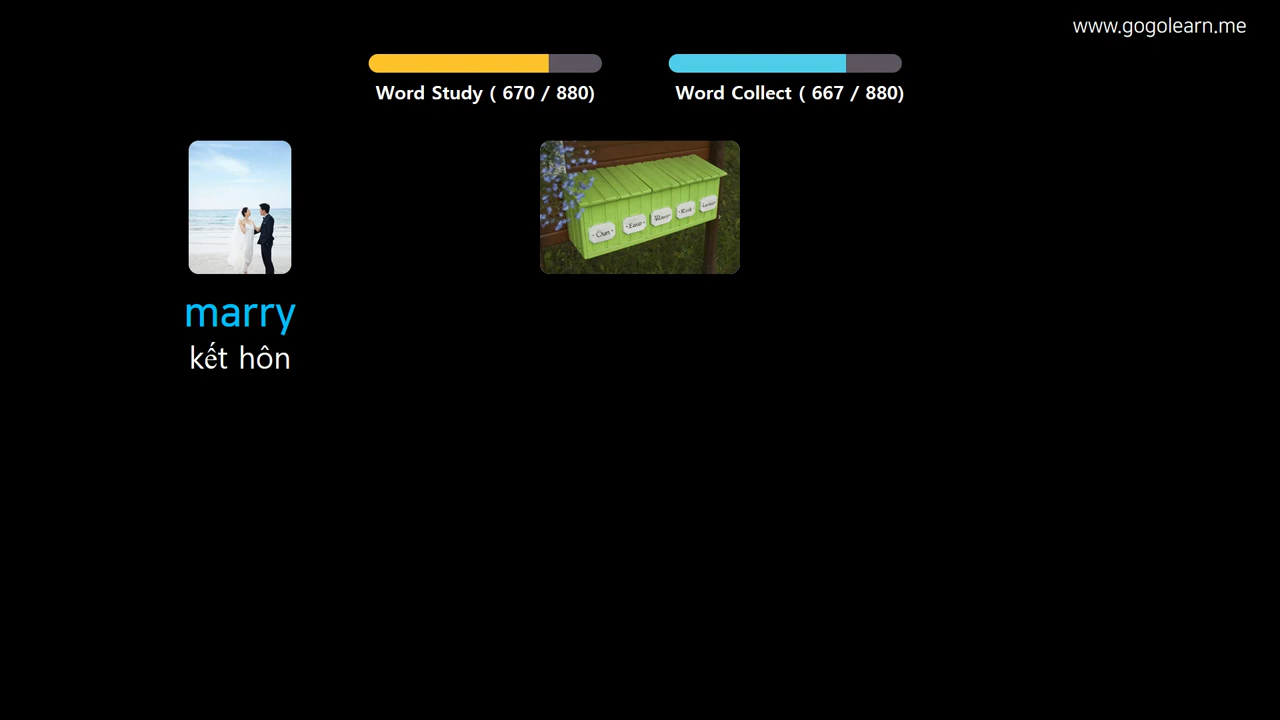 www.gogolearn.me
Word Study ( 670 / 880)
Word Collect ( 667 / 880)
marry
kết hôn